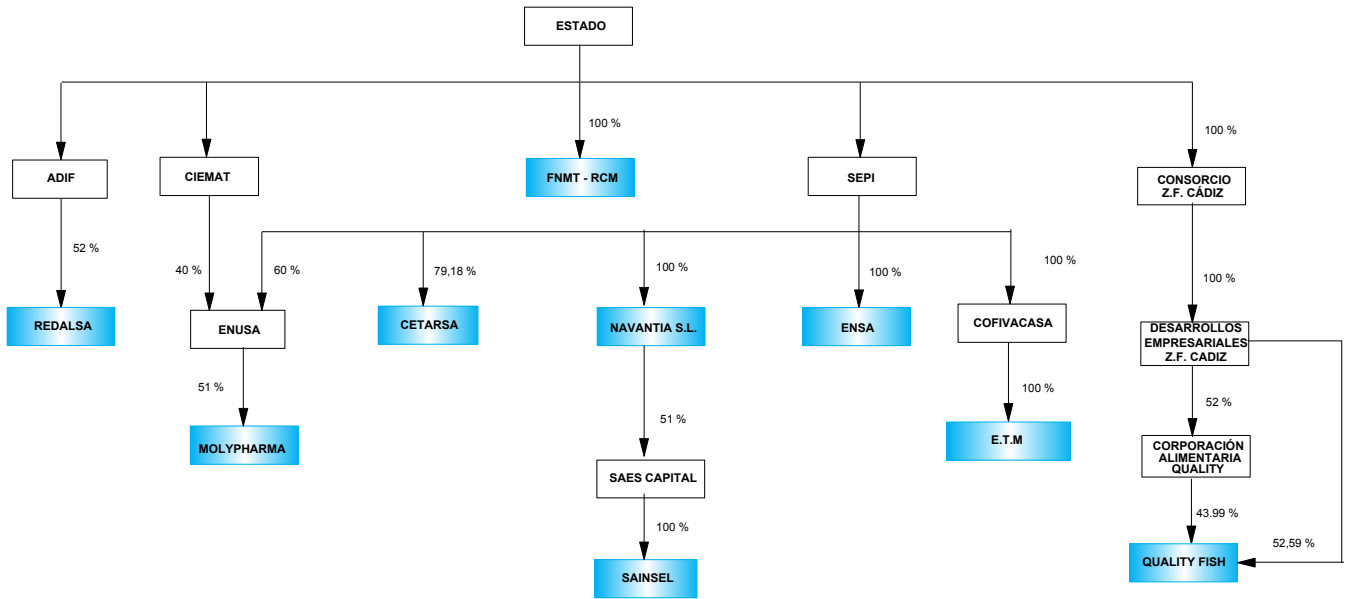 ESTADO
100 %
100 %
ADIF
CIEMAT
FNMT - RCM
SEPI
CONSORCIO
Z.F. CÁDIZ
52 %
40 %
60 %
79,18 %
100 %
100 %
100 %
100 %
REDALSA
ENUSA
CETARSA
NAVANTIA S.L.
ENSA
COFIVACASA
DESARROLLOS
EMPRESARIALES
Z.F. CADIZ
51 %
51 %
100 %
52 %
MOLYPHARMA
E.T.M
CORPORACIÓN
ALIMENTARIA
QUALITY
SAES CAPITAL
43.99 %
100 %
52,59 %
SAINSEL
QUALITY FISH